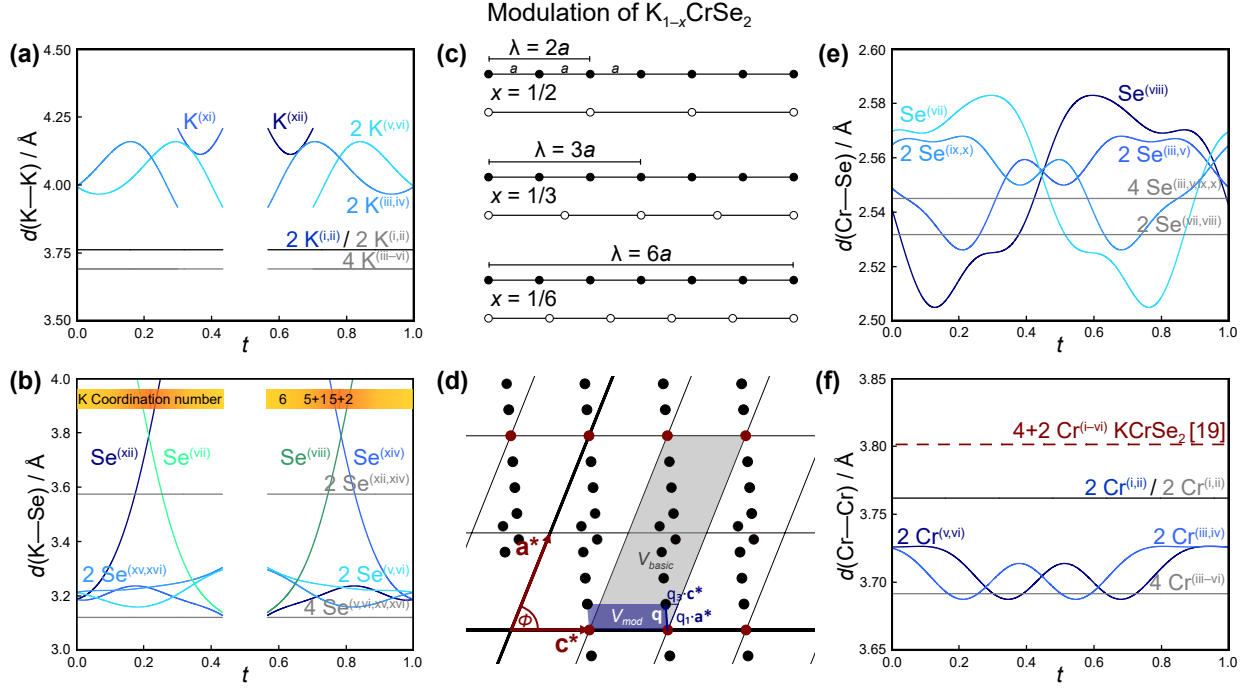 Modulation of K₁₋ₓCrSe₂
(a)
4.50
4.25
4.00
3.75
3.50
d(K—K) / Å
K⁽ˣⁱ⁾
K⁽ˣⁱⁱ⁾
2 K⁽ᵛ,ᵛⁱ⁾
2 K⁽ⁱⁱⁱ,ⁱᵛ⁾
2 K⁽ⁱ,ⁱⁱ⁾ / 2 K⁽ⁱ,ⁱⁱ⁾
4 K⁽ⁱⁱⁱ⁻ᵛⁱ⁾
0.0 0.2 0.4 0.6 0.8 1.0
t
(b)
4.0
3.8
3.6
3.4
3.2
3.0
d(K—Se) / Å
K Coordination number
6 5+1 5+2
Se⁽ˣⁱⁱ⁾
Se⁽ᵛⁱⁱ⁾
Se⁽ᵛⁱⁱⁱ⁾
Se⁽ˣⁱᵛ⁾
2 Se⁽ˣⁱⁱ,ˣⁱᵛ⁾
2 Se⁽ˣᵛ,ˣᵛⁱ⁾
2 Se⁽ᵛ,ᵛⁱ⁾
4 Se⁽ᵛ,ᵛⁱ,ˣᵛ,ˣᵛⁱ⁾
0.0 0.2 0.4 0.6 0.8 1.0
t
(c)
λ = 2a
a a a
x = 1/2
λ = 3a
x = 1/3
λ = 6a
x = 1/6
(d)
a*
V_basic
q₃·c*
V_mod
q
q₁·a*
Φ
c*
(e)
2.60
2.58
2.56
2.54
2.52
2.50
d(Cr—Se) / Å
Se⁽ᵛⁱⁱ⁾
Se⁽ᵛⁱⁱⁱ⁾
2 Se⁽ⁱˣ,ˣ⁾
2 Se⁽ⁱⁱⁱ,ᵛ⁾
4 Se⁽ⁱⁱⁱ,ᵛ,ⁱˣ,ˣ⁾
2 Se⁽ᵛⁱⁱ,ᵛⁱⁱⁱ⁾
0.0 0.2 0.4 0.6 0.8 1.0
t
(f)
3.85
3.80
3.75
3.70
3.65
d(Cr—Cr) / Å
4+2 Cr⁽ⁱ⁻ᵛⁱ⁾ KCrSe₂ [19]
2 Cr⁽ⁱ,ⁱⁱ⁾ / 2 Cr⁽ⁱ,ⁱⁱ⁾
2 Cr⁽ᵛ,ᵛⁱ⁾
2 Cr⁽ⁱⁱⁱ,ⁱᵛ⁾
4 Cr⁽ⁱⁱⁱ⁻ᵛⁱ⁾
0.0 0.2 0.4 0.6 0.8 1.0
t